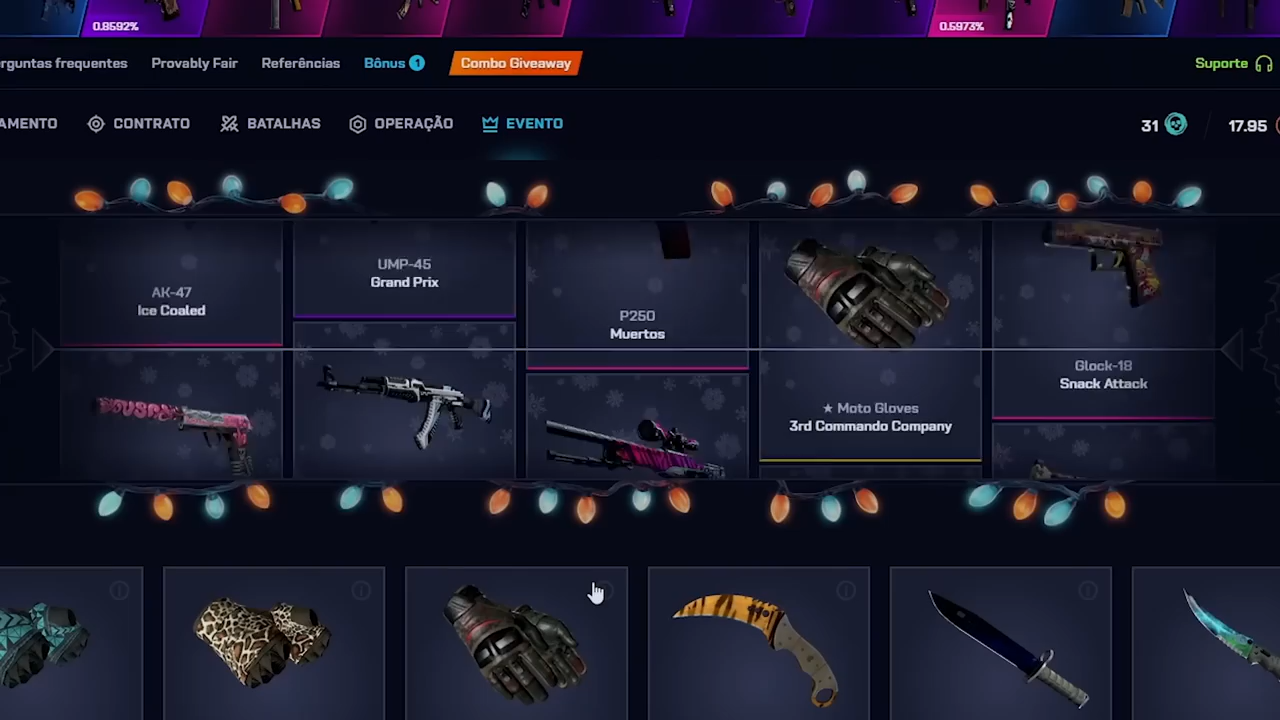 0.8592%
0.5973%
rguntas frequentes Provably Fair Referências Bônus 1 Combo Giveaway Suporte
AMENTO CONTRATO BATALHAS OPERAÇÃO EVENTO 31 17.95
AK-47
Ice Coaled
UMP-45
Grand Prix
P250
Muertos
Glock-18
Snack Attack
★ Moto Gloves
3rd Commando Company